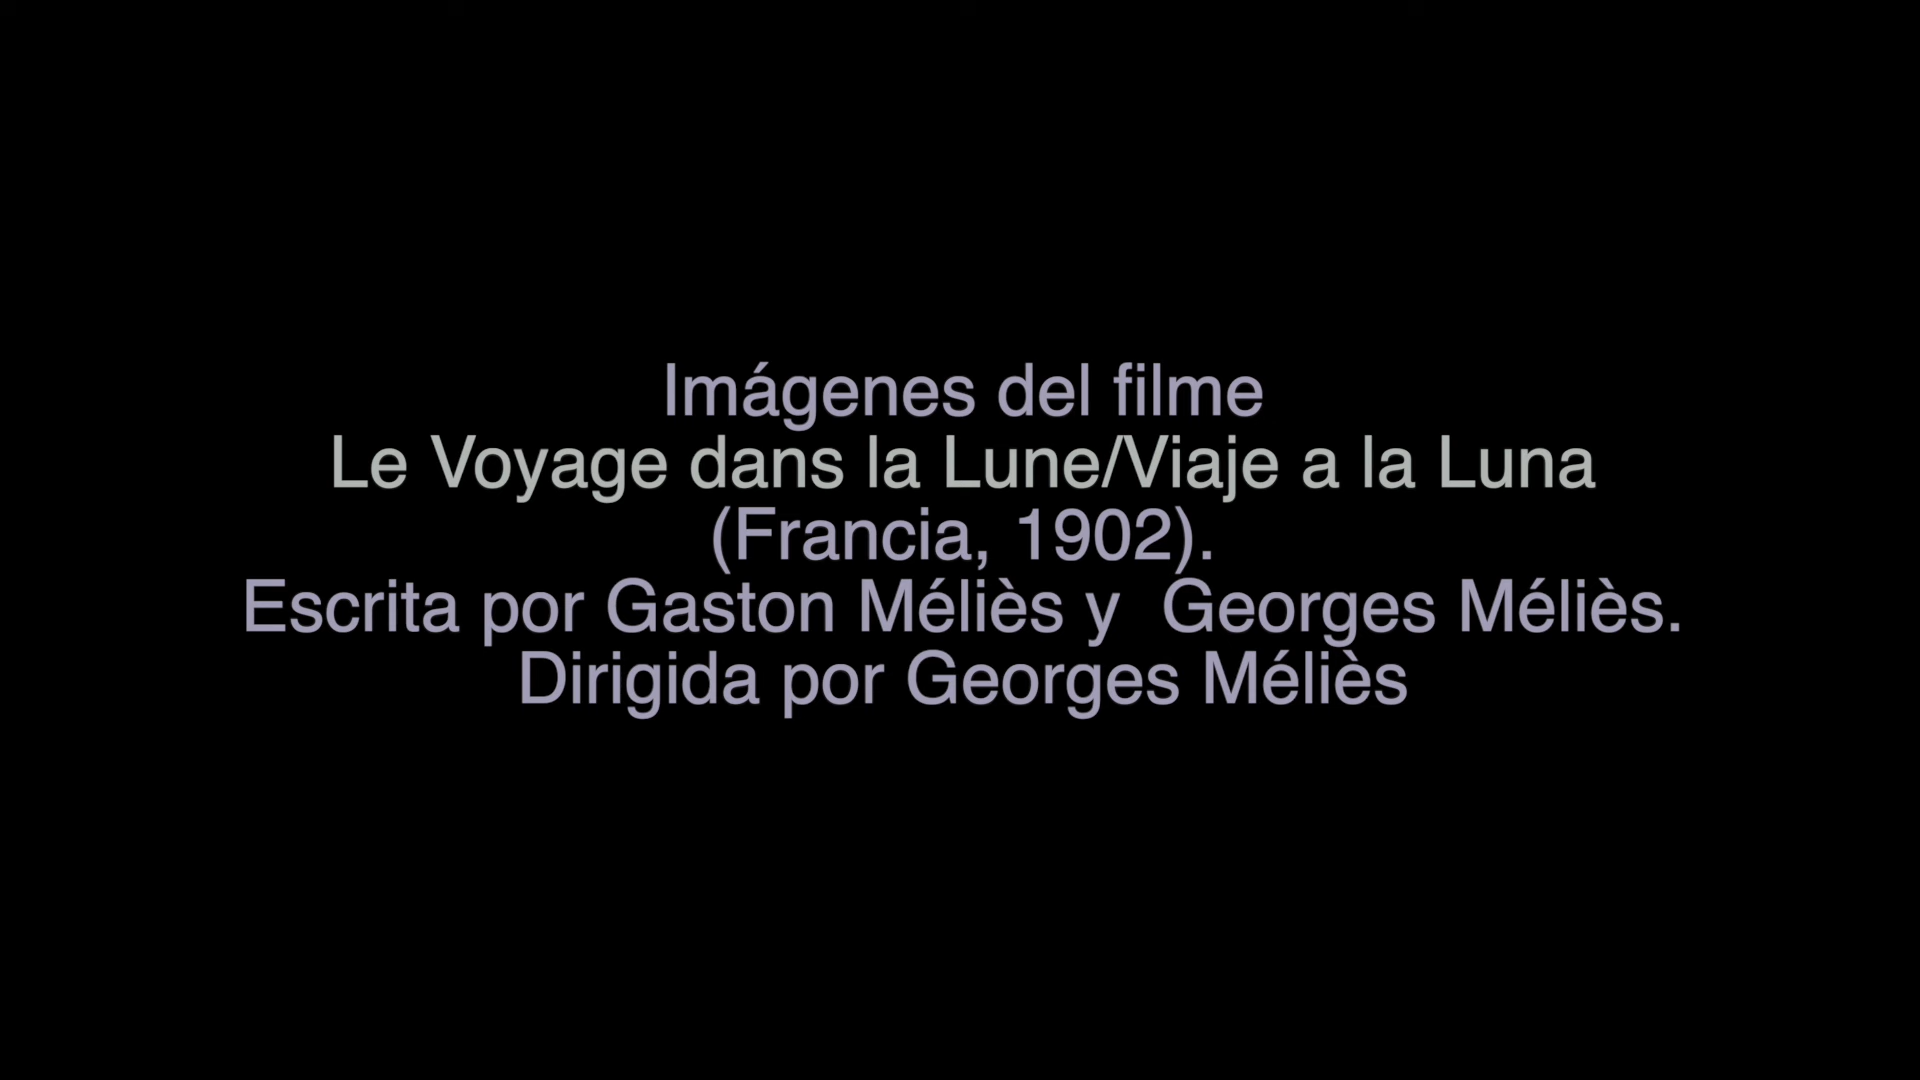 Imágenes del filme
Le Voyage dans la Lune/Viaje a la Luna
(Francia, 1902).
Escrita por Gaston Méliès y  Georges Méliès.
Dirigida por Georges Méliès